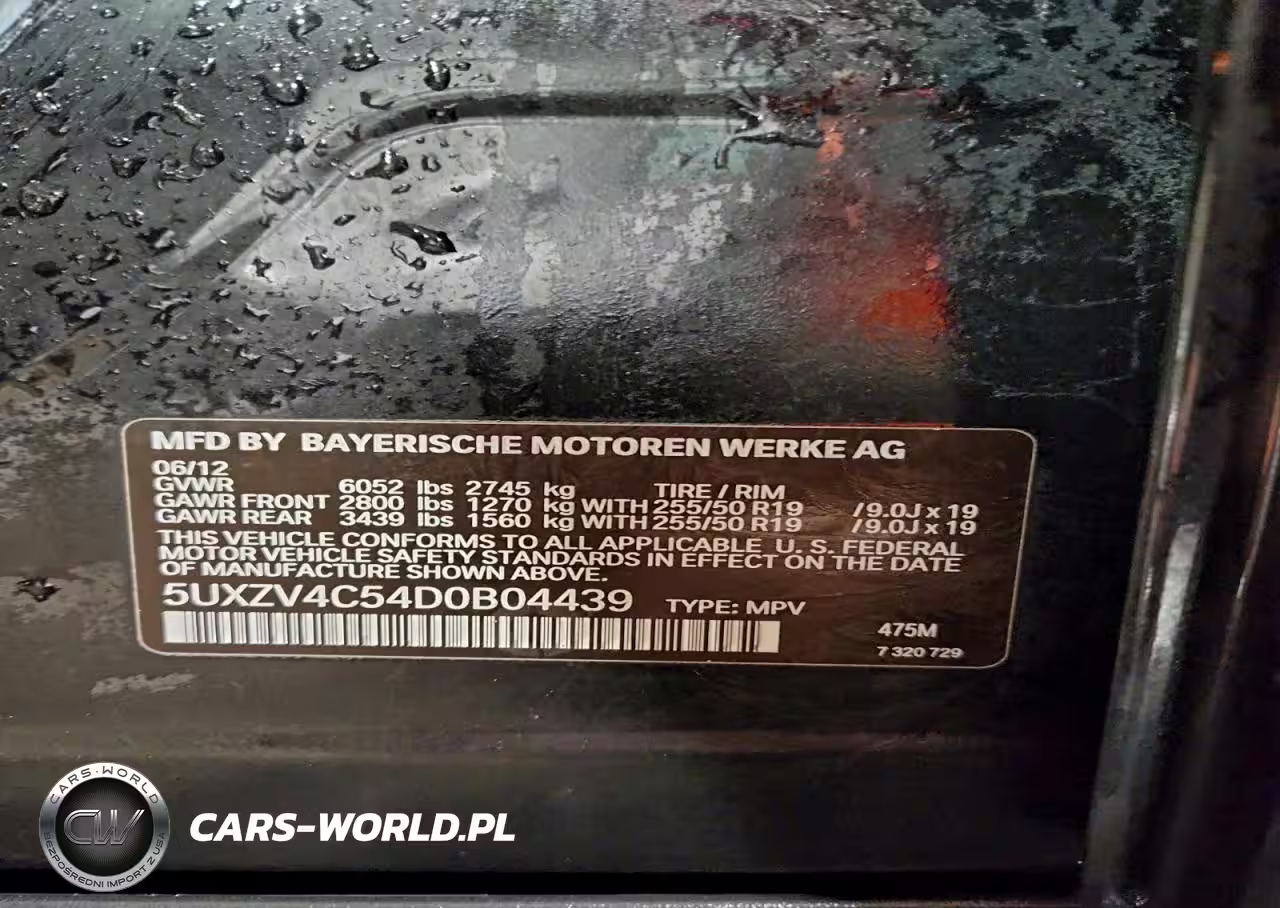 MFD BY BAYERISCHE MOTOREN WERKE AG
06/12
GVWR 6052 lbs 2745 kg TIRE / RIM
GAWR FRONT 2800 lbs 1270 kg WITH 255/50 R19 / 9.0J x 19
GAWR REAR 3439 lbs 1560 kg WITH 255/50 R19 / 9.0J x 19
THIS VEHICLE CONFORMS TO ALL APPLICABLE U. S. FEDERAL
MOTOR VEHICLE SAFETY STANDARDS IN EFFECT ON THE DATE
OF MANUFACTURE SHOWN ABOVE.
5UXZV4C54D0B04439 TYPE: MPV
475M
7 320 729
CARS-WORLD
CW
BEZPOŚREDNI IMPORT Z USA
CARS-WORLD.PL